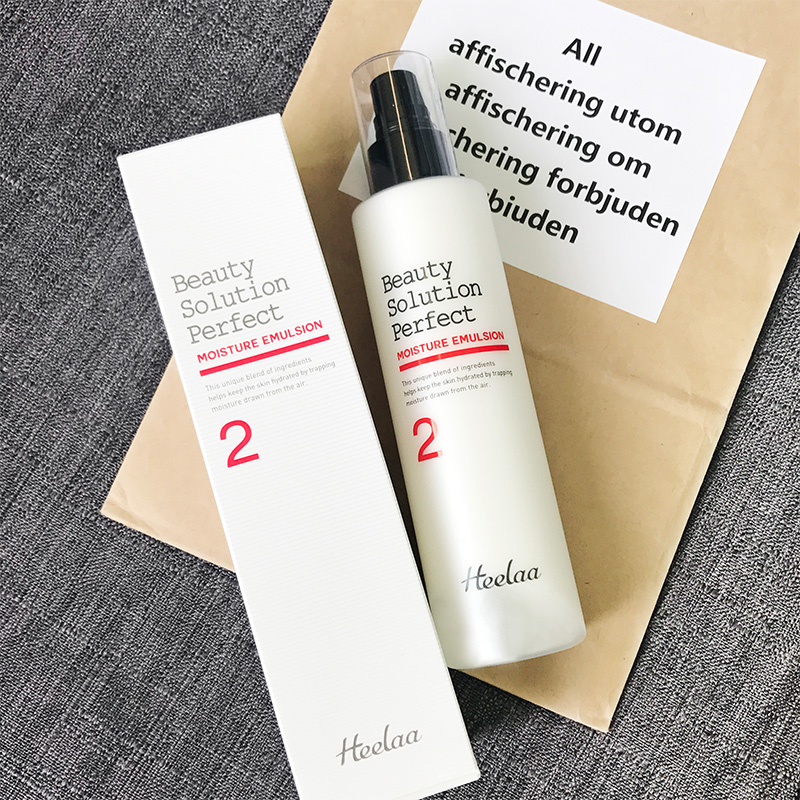 All
affischering utom
affischering om
chering forbjuden
biuden
Beauty
Solution
Perfect
MOISTURE EMULSION
This unique blend of ingredients
helps keep the skin hydrated by trapping
moisture drawn from the air.
2
Heelaa
Beauty
Solution
Perfect
MOISTURE EMULSION
This unique blend of ingredients
helps keep the skin hydrated by trapping
moisture drawn from the air.
2
Heelaa